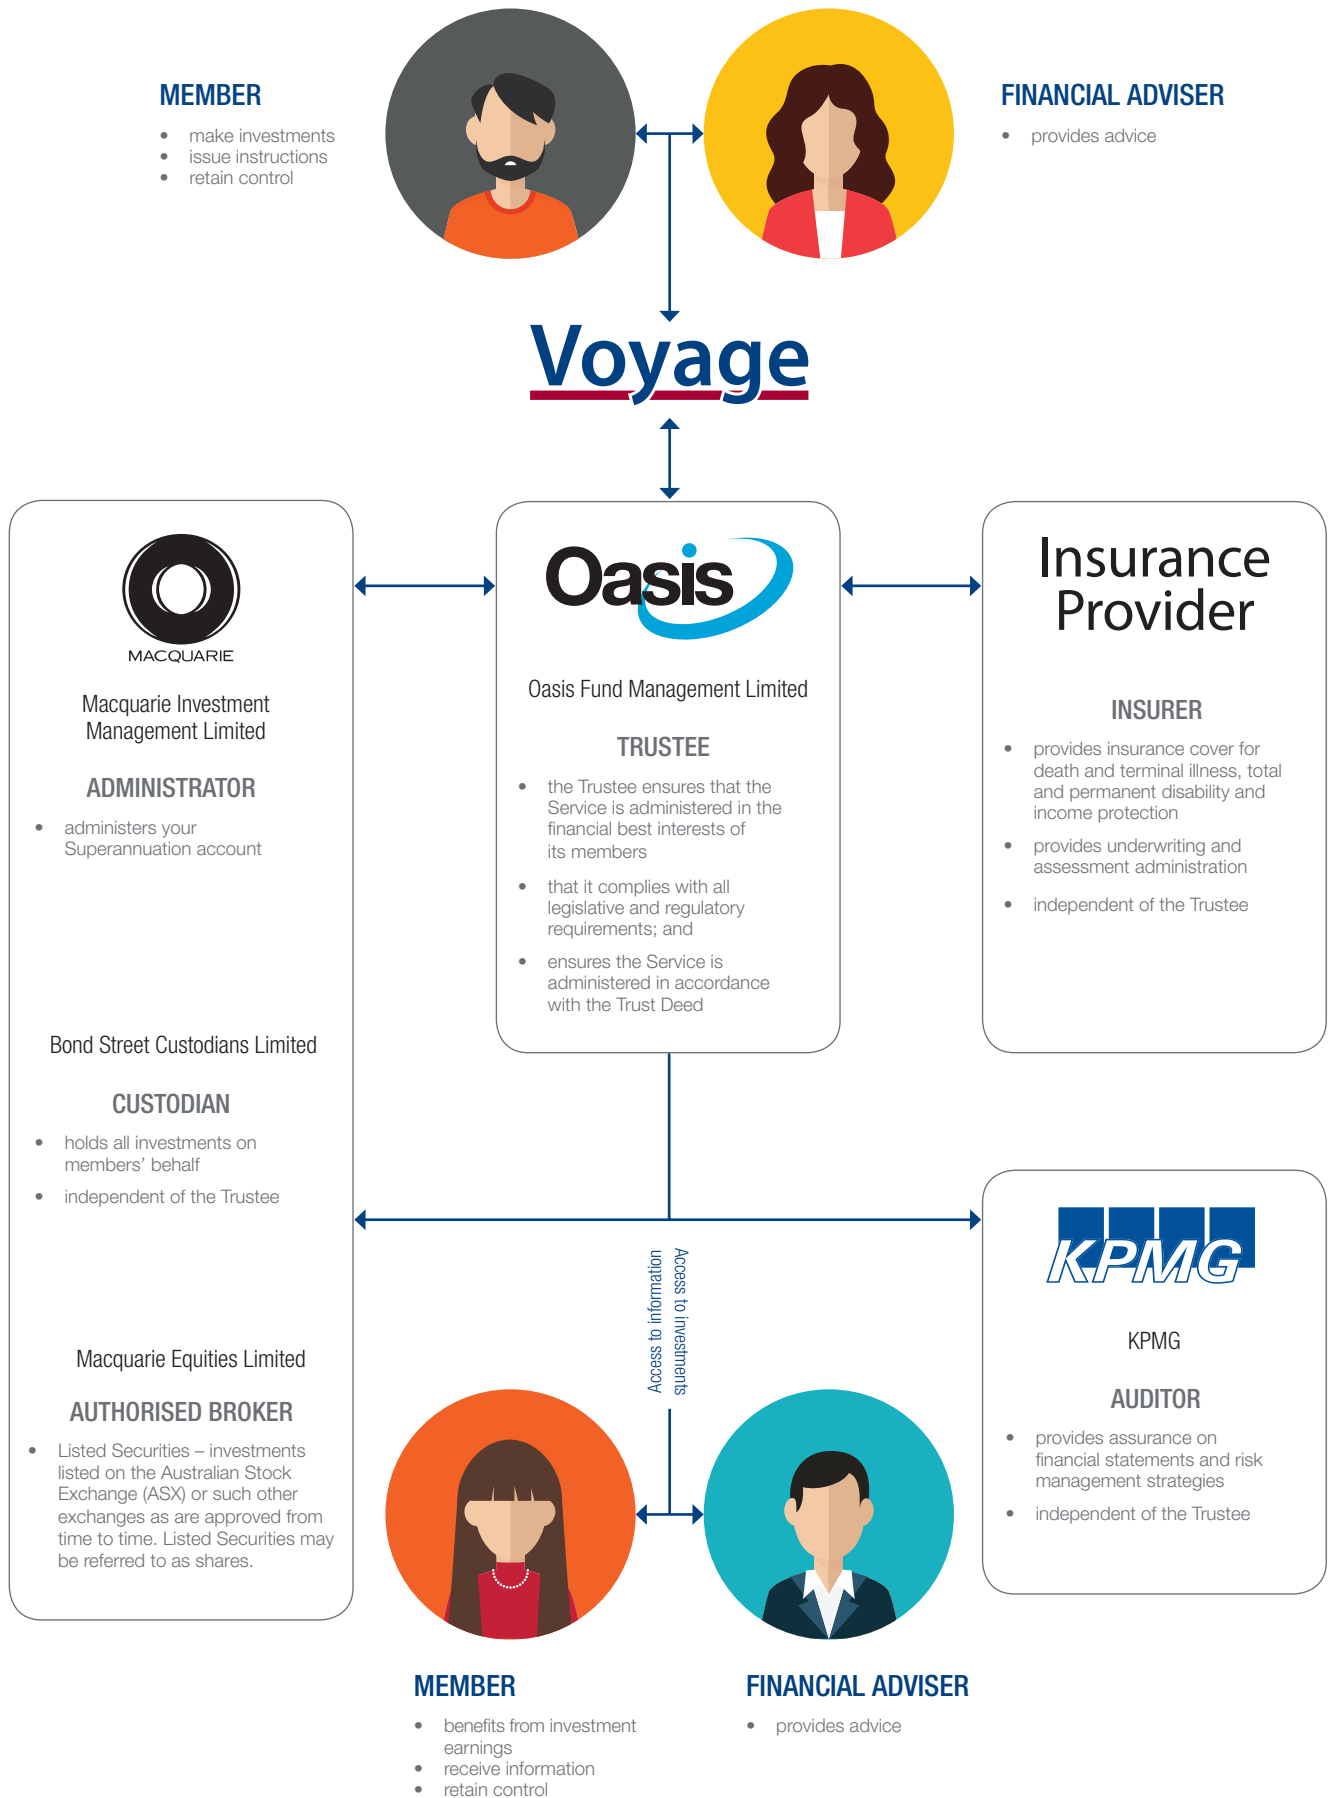 MEMBER
• make investments
• issue instructions
• retain control
FINANCIAL ADVISER
• provides advice
Voyage
MACQUARIE
Macquarie Investment
Management Limited
ADMINISTRATOR
• administers your
Superannuation account
Bond Street Custodians Limited
CUSTODIAN
• holds all investments on
members’ behalf
• independent of the Trustee
Macquarie Equities Limited
AUTHORISED BROKER
• Listed Securities – investments
listed on the Australian Stock
Exchange (ASX) or such other
exchanges as are approved from
time to time. Listed Securities may
be referred to as shares.
Oasis
Oasis Fund Management Limited
TRUSTEE
• the Trustee ensures that the
Service is administered in the
financial best interests of
its members
• that it complies with all
legislative and regulatory
requirements; and
• ensures the Service is
administered in accordance
with the Trust Deed
Insurance
Provider
INSURER
• provides insurance cover for
death and terminal illness, total
and permanent disability and
income protection
• provides underwriting and
assessment administration
• independent of the Trustee
KPMG
KPMG
AUDITOR
• provides assurance on
financial statements and risk
management strategies
• independent of the Trustee
Access to investments
Access to information
MEMBER
• benefits from investment
earnings
• receive information
• retain control
FINANCIAL ADVISER
• provides advice